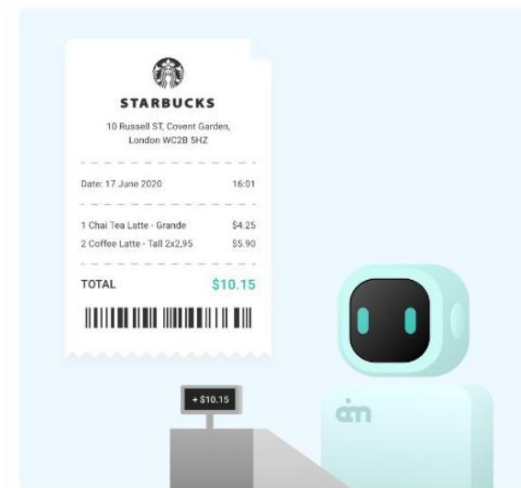 STARBUCKS
10 Russell ST, Covent Garden,
London WC2B 5HZ
Date: 17 June 2020 16:01
1 Chai Tea Latte - Grande $4.25
2 Coffee Latte - Tall 2x2,95 $5.90
TOTAL $10.15
+ $10.15
aim